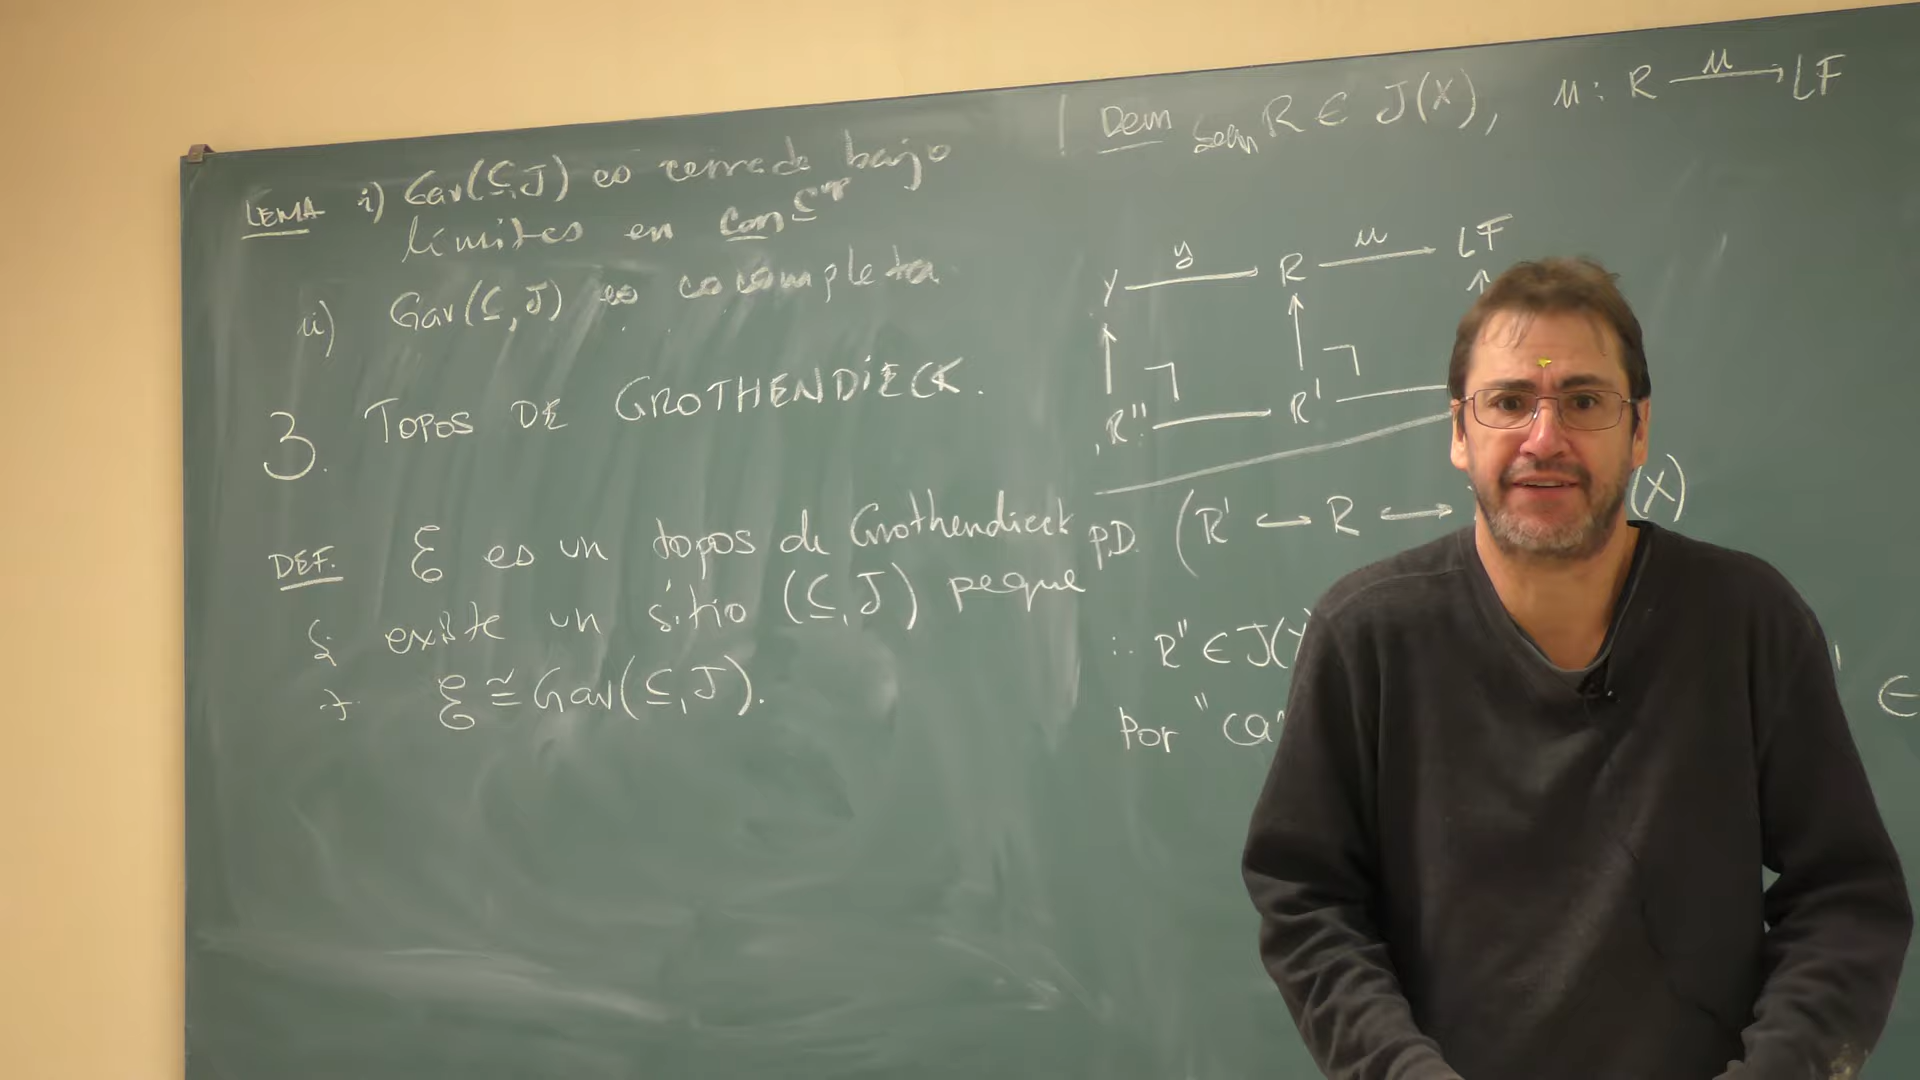 LEMA i) Gav(C,J) es cerrada bajo
límites en Con^C^op
ii) Gav(C,J) es cocompleta
3. TOPOS DE GROTHENDIECK.
DEF. ℰ es un topos de Grothendieck
si existe un sitio (C,J) peque
t. ℰ ≅ Gav(C,J).
Dem Sean R ∈ J(X), u: R →u LF
Y y R u LF
R'' R'
P.D. (R' ↪ R ↪ (X)
∴ R'' ∈ J(Y)
Por "ca
∈